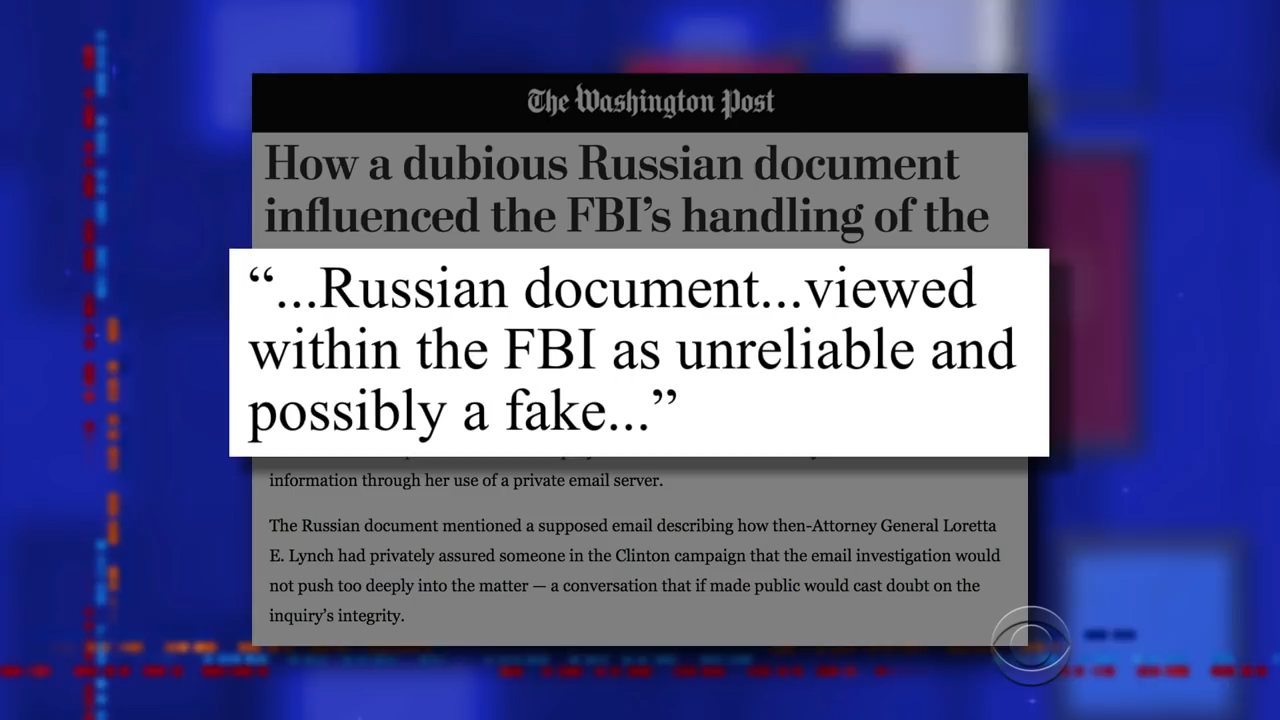 The Washington Post
How a dubious Russian document
influenced the FBI’s handling of the
“...Russian document...viewed
within the FBI as unreliable and
possibly a fake...”
information through her use of a private email server.
The Russian document mentioned a supposed email describing how then-Attorney General Loretta
E. Lynch had privately assured someone in the Clinton campaign that the email investigation would
not push too deeply into the matter — a conversation that if made public would cast doubt on the
inquiry’s integrity.